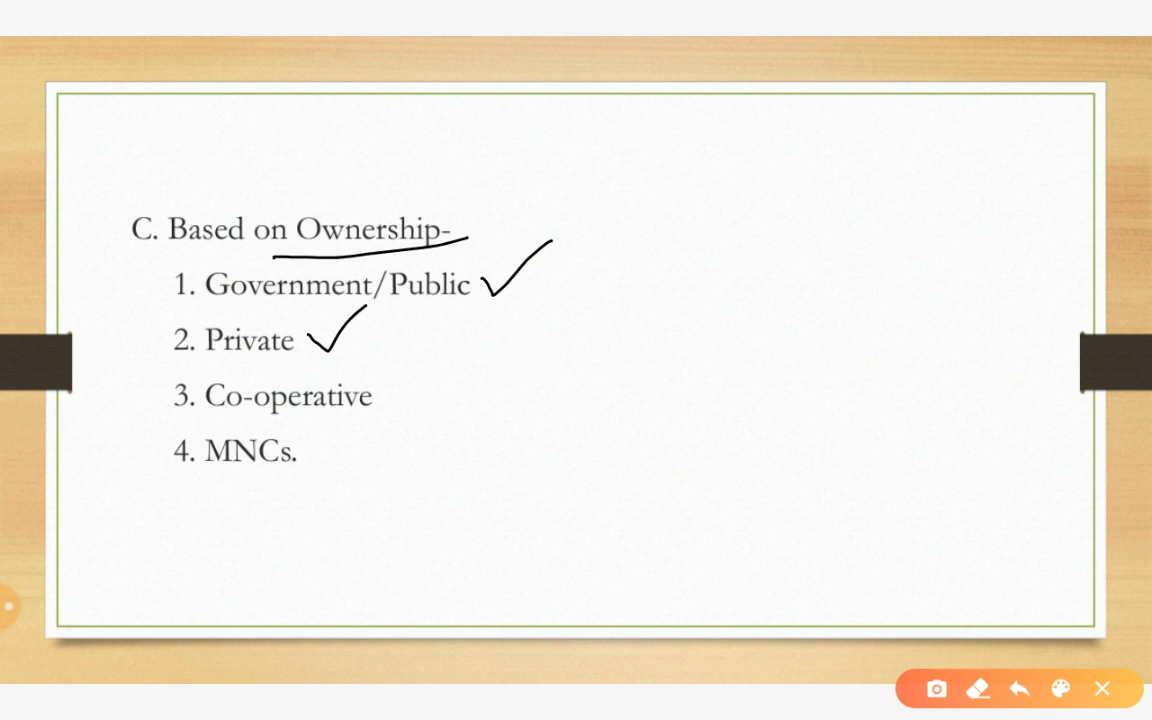 C. Based on Ownership-
1. Government/Public
2. Private
3. Co-operative
4. MNCs.